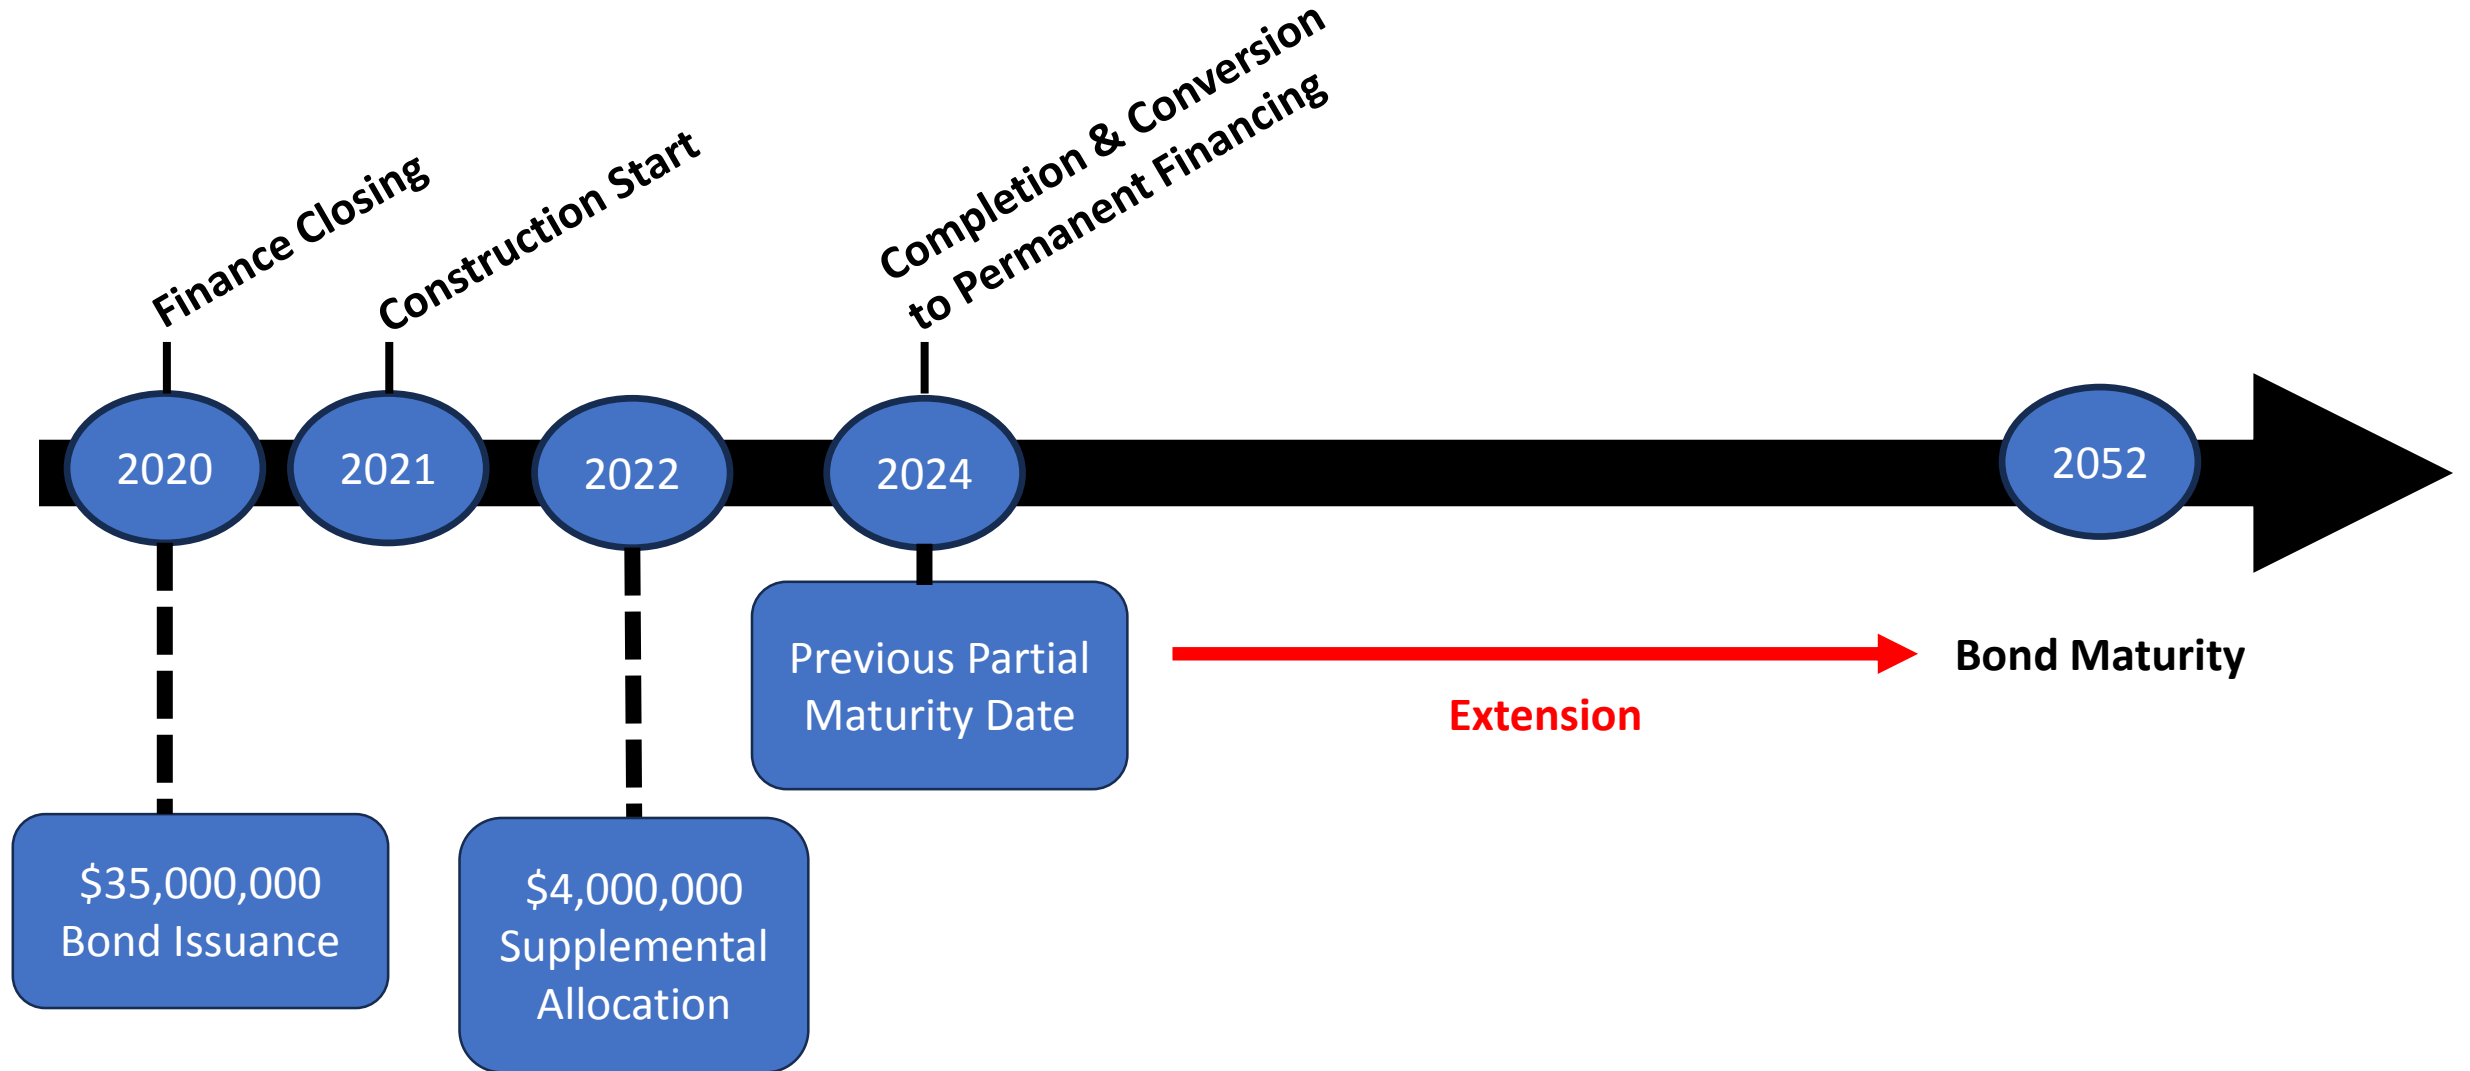 Finance Closing
Construction Start
Completion & Conversion
to Permanent Financing
2020
2021
2022
2024
2052
Previous Partial
Maturity Date
Extension
Bond Maturity
$35,000,000
Bond Issuance
$4,000,000
Supplemental
Allocation